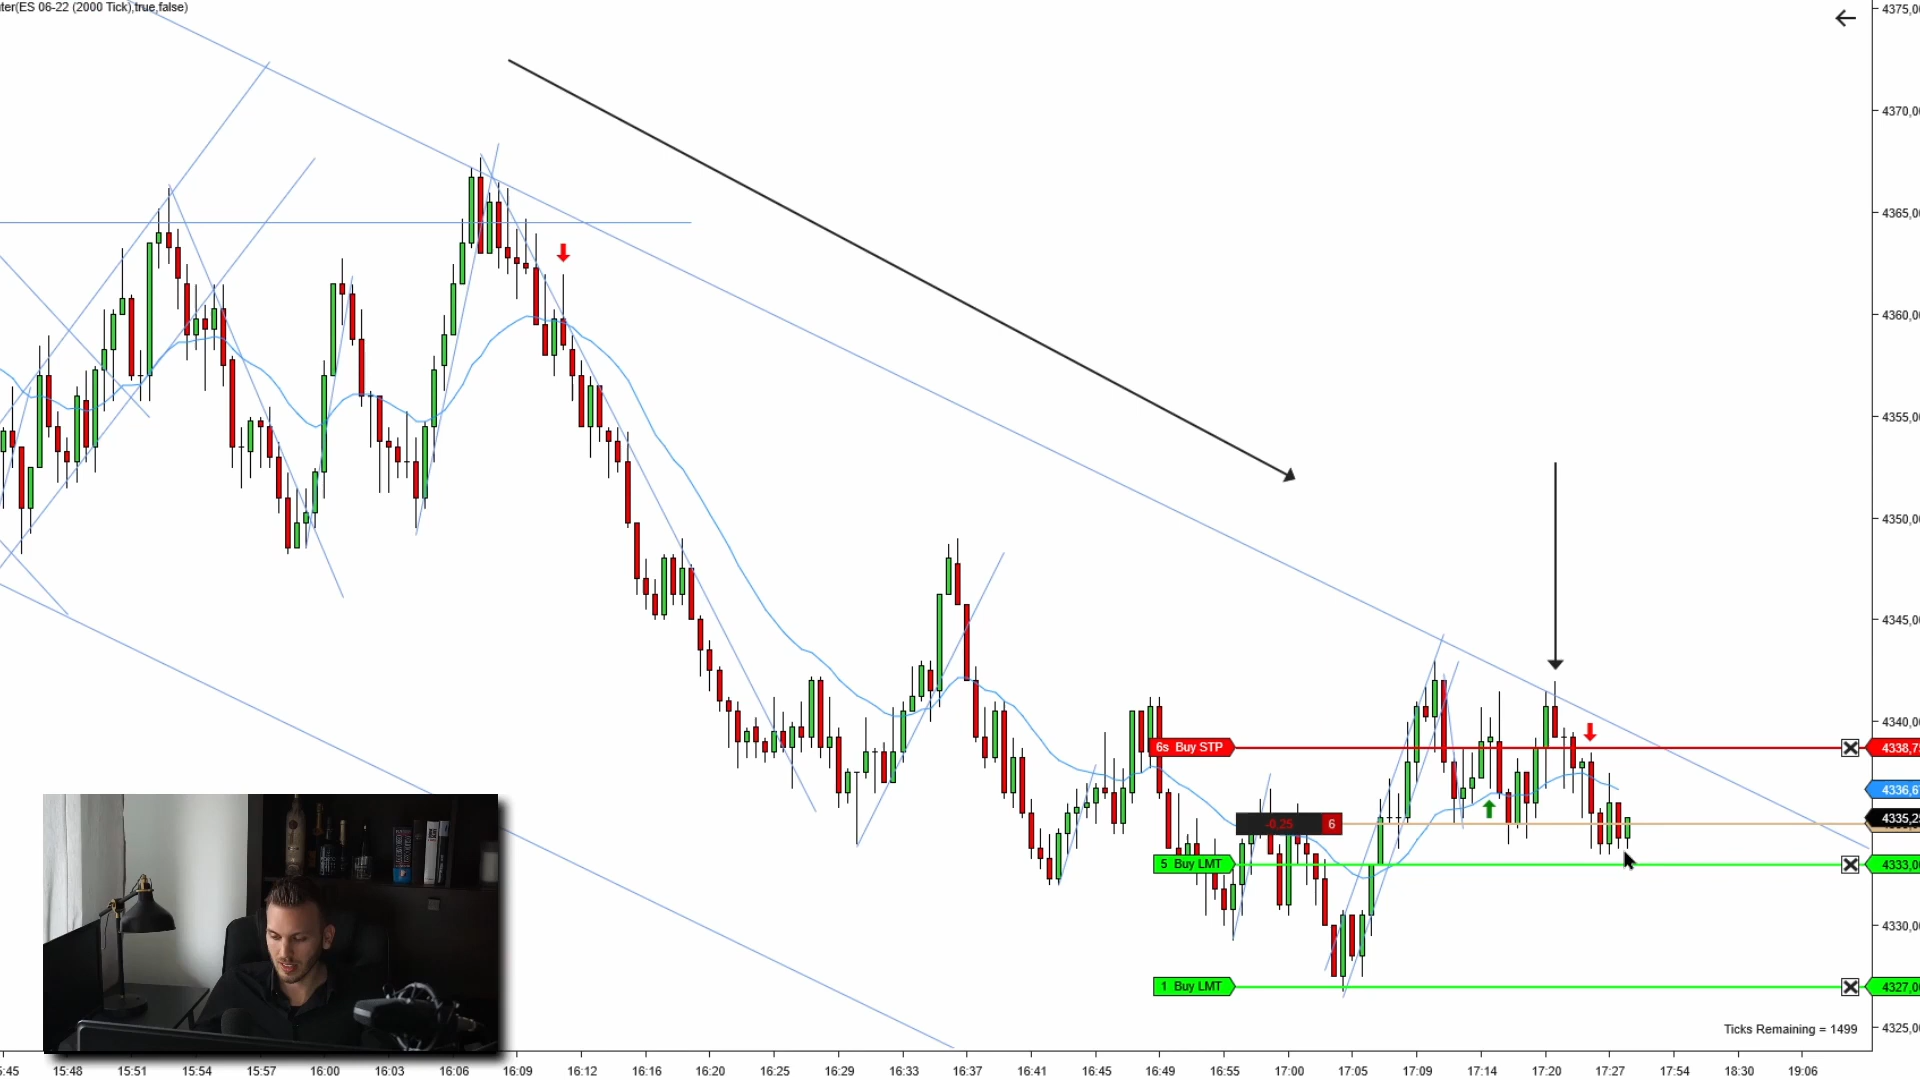 ter(ES 06-22 (2000 Tick),true,false)
4375,0
4370,0
4365,0
4360,0
4355,0
4350,0
4345,0
4340,0
6s Buy STP
4338,75
4336,6
-0.25 6
4335,25
5 Buy LMT
4333,0
4330,0
1 Buy LMT
4327,0
Ticks Remaining = 1499
4325,0
5:45 15:48 15:51 15:54 15:57 16:00 16:03 16:06 16:09 16:12 16:16 16:20 16:25 16:29 16:33 16:37 16:41 16:45 16:49 16:55 17:00 17:05 17:09 17:14 17:20 17:27 17:54 18:30 19:06